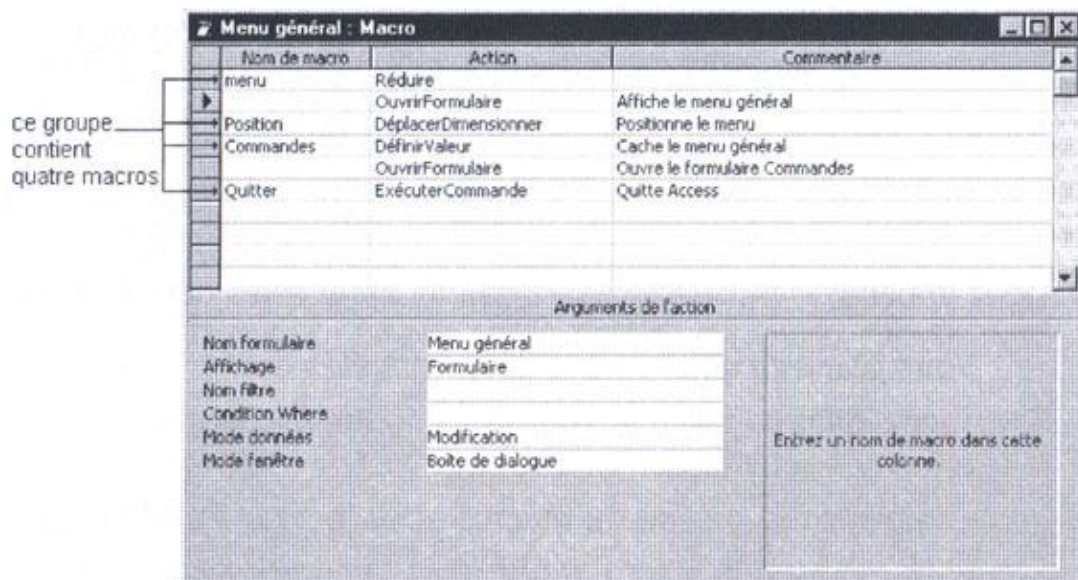 Menu général : Macro
Nom de macro Action Commentaire
menu Réduire
OuvrirFormulaire Affiche le menu général
Position DéplacerDimensionner Positionne le menu
Commandes DéfinirValeur Cache le menu général
OuvrirFormulaire Ouvre le formulaire Commandes
Quitter ExécuterCommande Quitte Access
ce groupe
contient
quatre macros
Arguments de l'action
Nom formulaire Menu général
Affichage Formulaire
Nom filtre
Condition Where
Mode données Modification
Mode fenêtre Boîte de dialogue
Entrez un nom de macro dans cette
colonne.